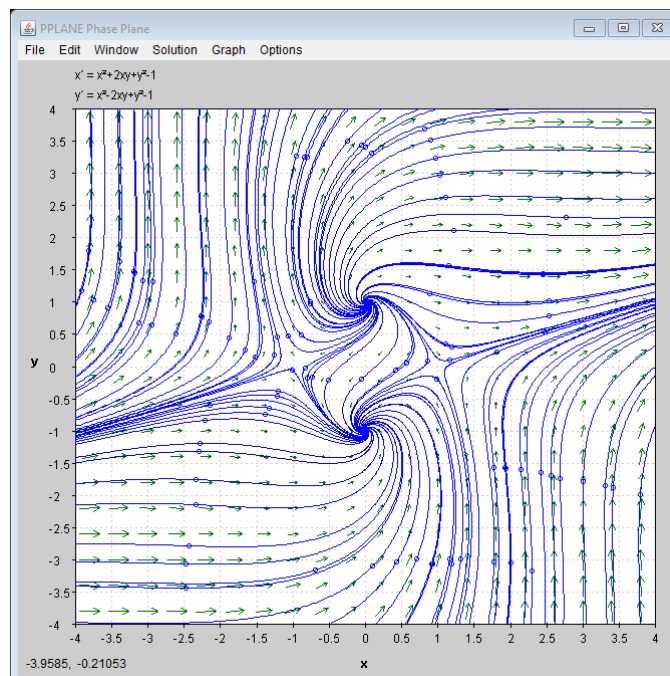 PPLANE Phase Plane
File Edit Window Solution Graph Options
x' = x²+2xy+y²-1
y' = x²-2xy+y²-1
4
3.5
3
2.5
2
1.5
1
0.5
y
0
-0.5
-1
-1.5
-2
-2.5
-3
-3.5
-4
-4 -3.5 -3 -2.5 -2 -1.5 -1 -0.5 0 0.5 1 1.5 2 2.5 3 3.5 4
-3.9585, -0.21053
x